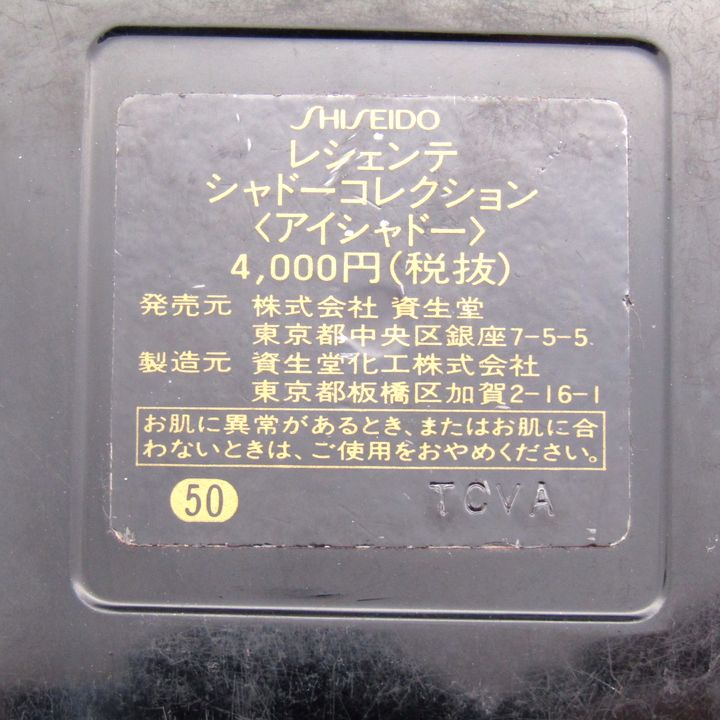 SHISEIDO
レシェンテ
シャドーコレクション
〈アイシャドー〉
4,000円(税抜)
発売元 株式会社 資生堂
東京都中央区銀座7-5-5
製造元 資生堂化工株式会社
東京都板橋区加賀2-16-1
お肌に異常があるとき、またはお肌に合
わないときは、ご使用をおやめください。
50 TCVA